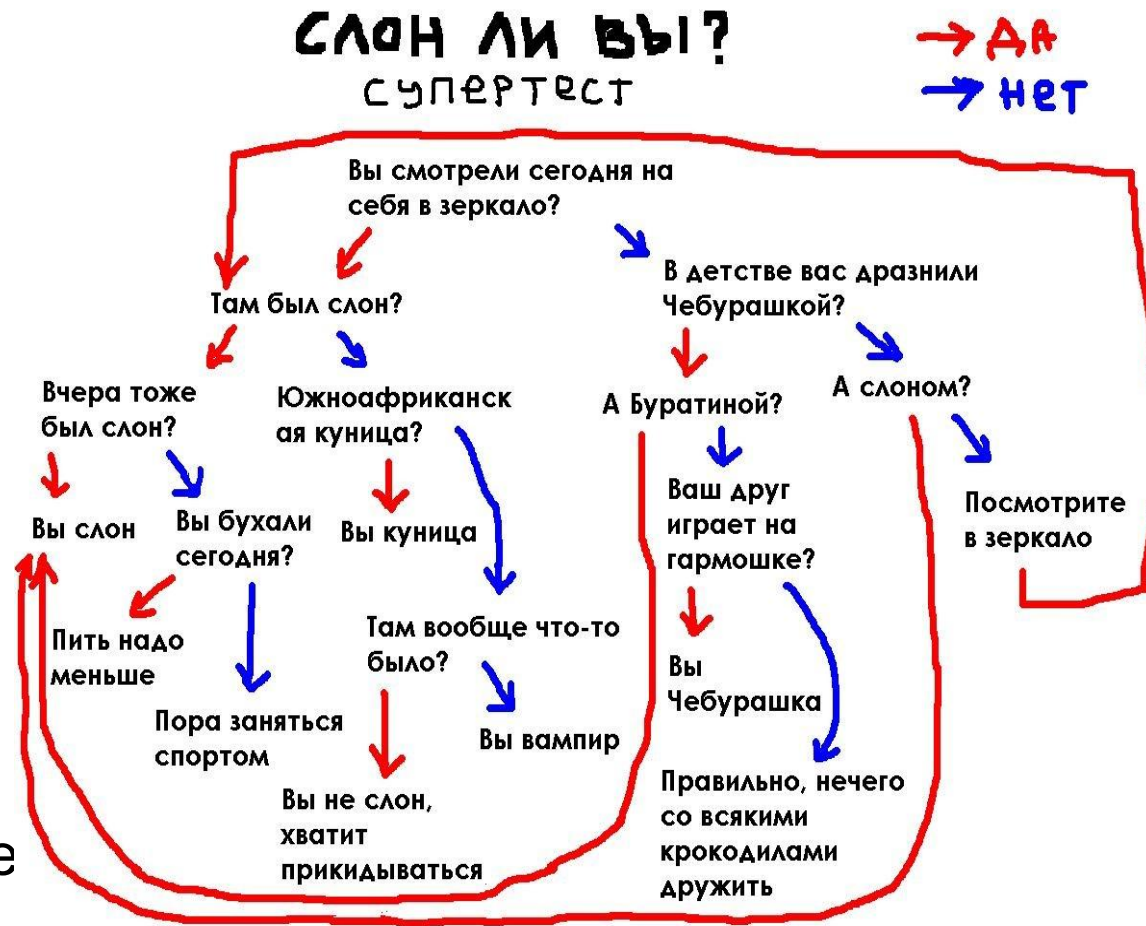 СЛОН ЛИ ВЫ?
СУПЕРТЕСТ
ДА
НЕТ
Вы смотрели сегодня на
себя в зеркало?
В детстве вас дразнили
Чебурашкой?
Там был слон?
Вчера тоже
был слон?
Южноафриканск
ая куница?
А Буратиной?
А слоном?
Вы слон
Вы бухали
сегодня?
Вы куница
Ваш друг
играет на
гармошке?
Посмотрите
в зеркало
Пить надо
меньше
Там вообще что-то
было?
Вы
Чебурашка
Пора заняться
спортом
Вы вампир
Вы не слон,
хватит
прикидываться
Правильно, нечего
со всякими
крокодилами
дружить
е